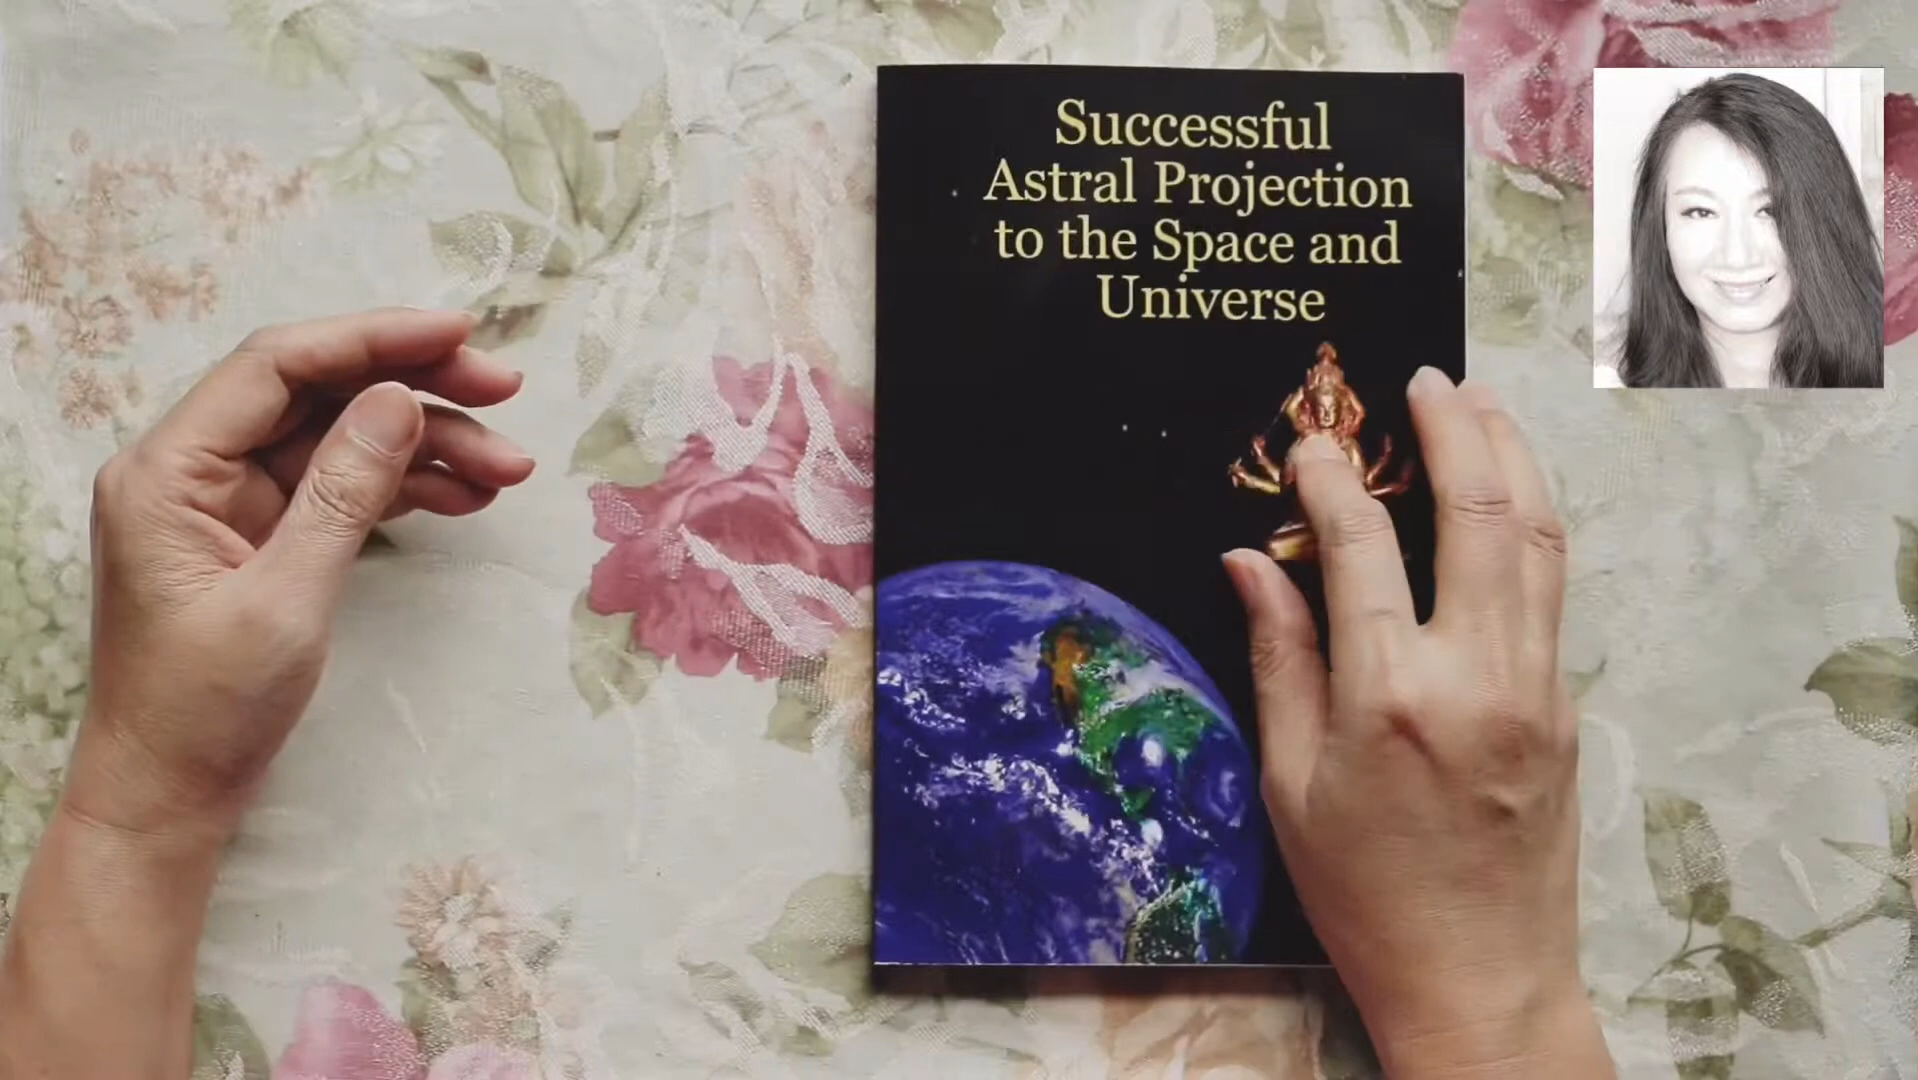 Successful
Astral Projection
to the Space and
Universe